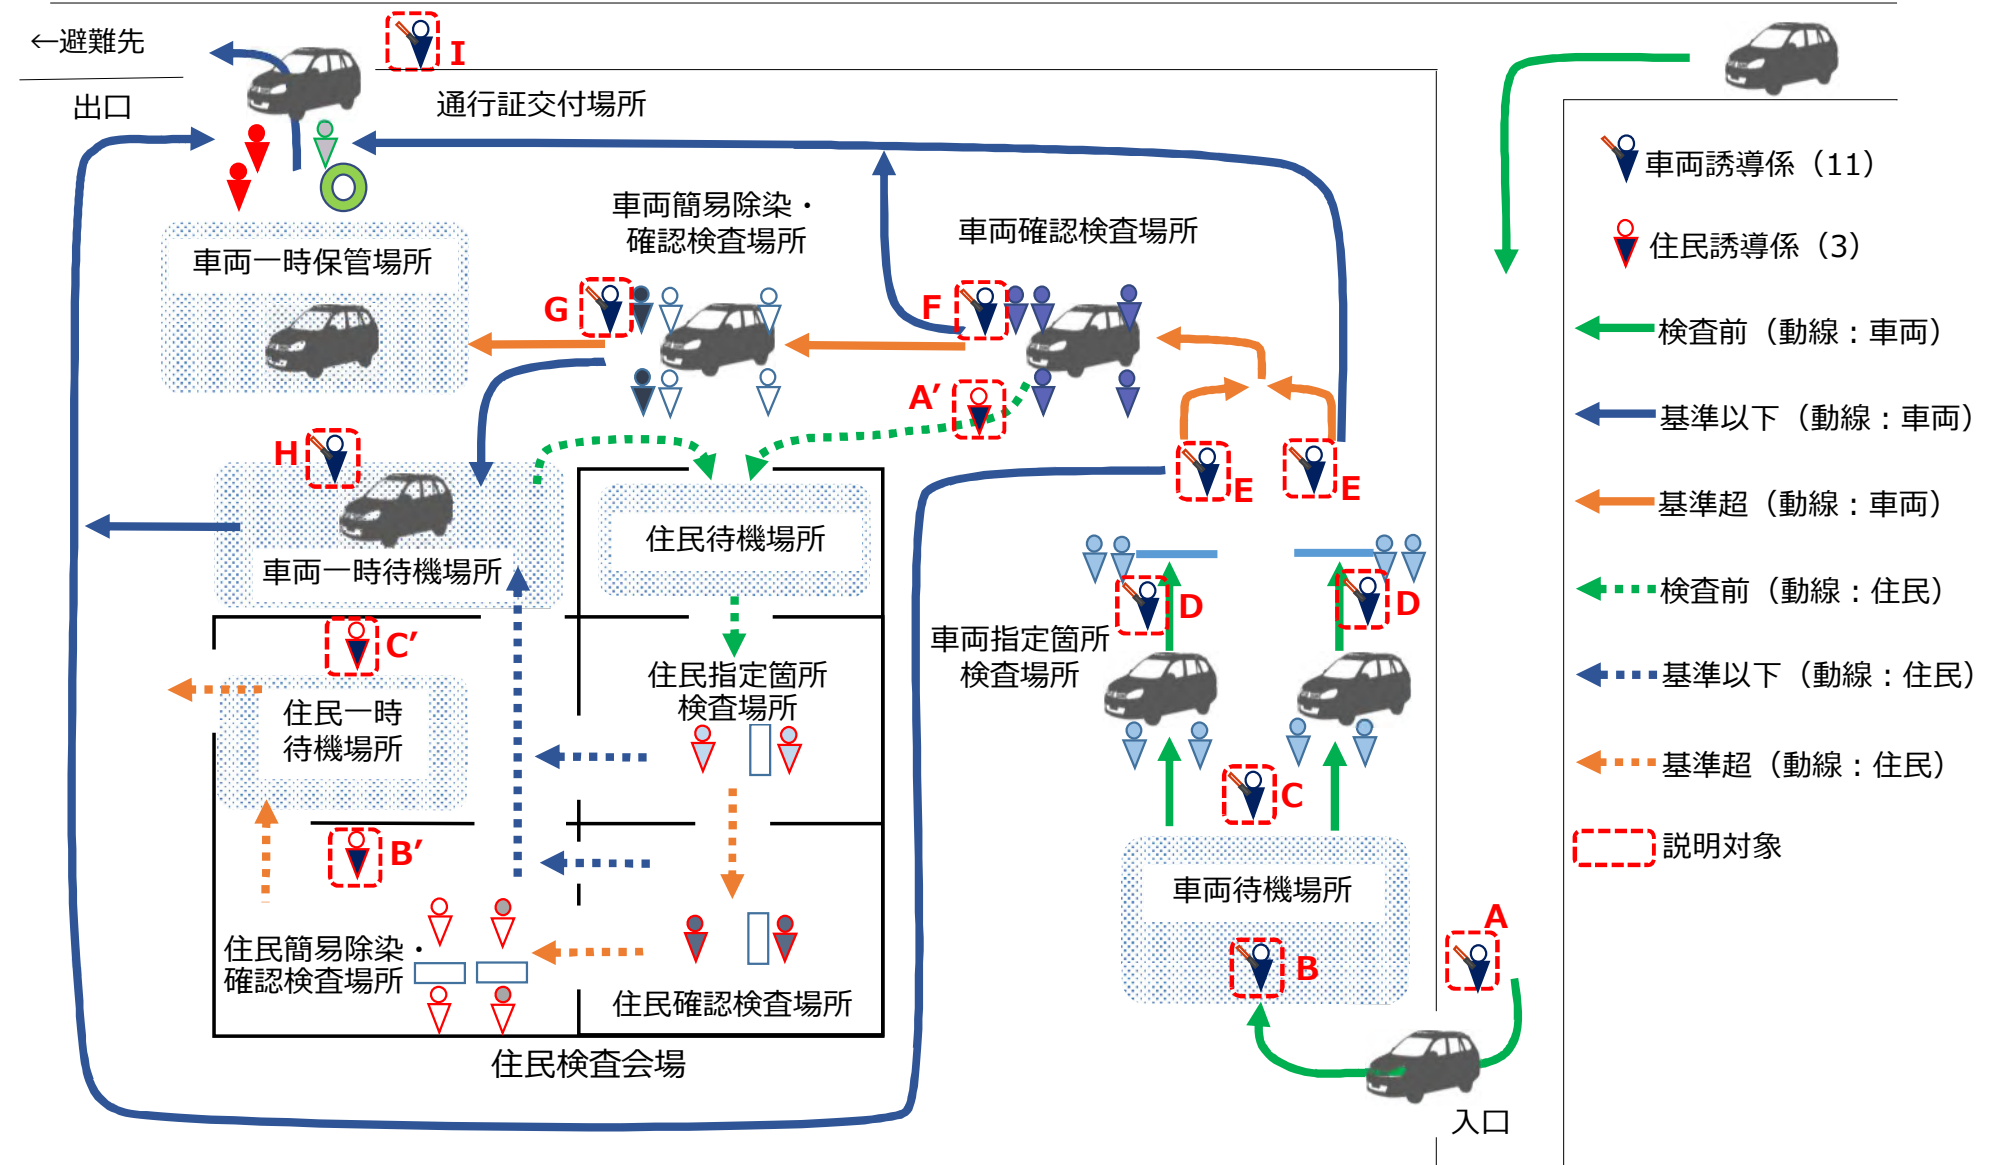 ←避難先
出口
I
通行証交付場所
車両一時保管場所
車両簡易除染・
確認検査場所
車両確認検査場所
G
F
A′
H
E
E
車両一時待機場所
住民待機場所
D
D
車両指定箇所
検査場所
C′
住民一時
待機場所
住民指定箇所
検査場所
C
B′
車両待機場所
A
B
住民簡易除染・
確認検査場所
住民確認検査場所
住民検査会場
入口
車両誘導係（11）
住民誘導係（3）
検査前（動線：車両）
基準以下（動線：車両）
基準超（動線：車両）
検査前（動線：住民）
基準以下（動線：住民）
基準超（動線：住民）
説明対象